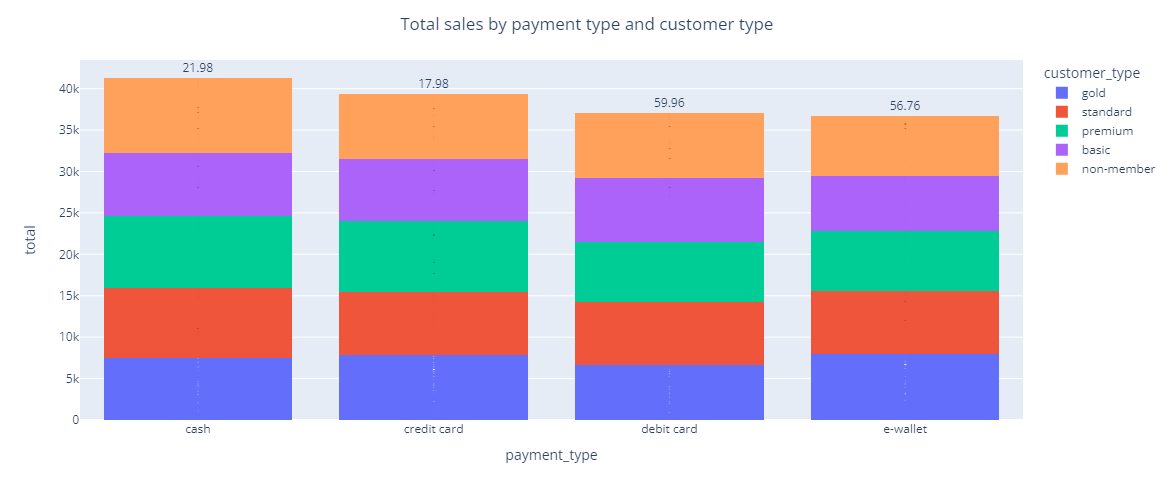 Total sales by payment type and customer type
21.98
17.98
59.96
56.76
customer_type
gold
standard
premium
basic
non-member
40k
35k
30k
25k
20k
15k
10k
5k
0
total
cash
credit card
debit card
e-wallet
payment_type